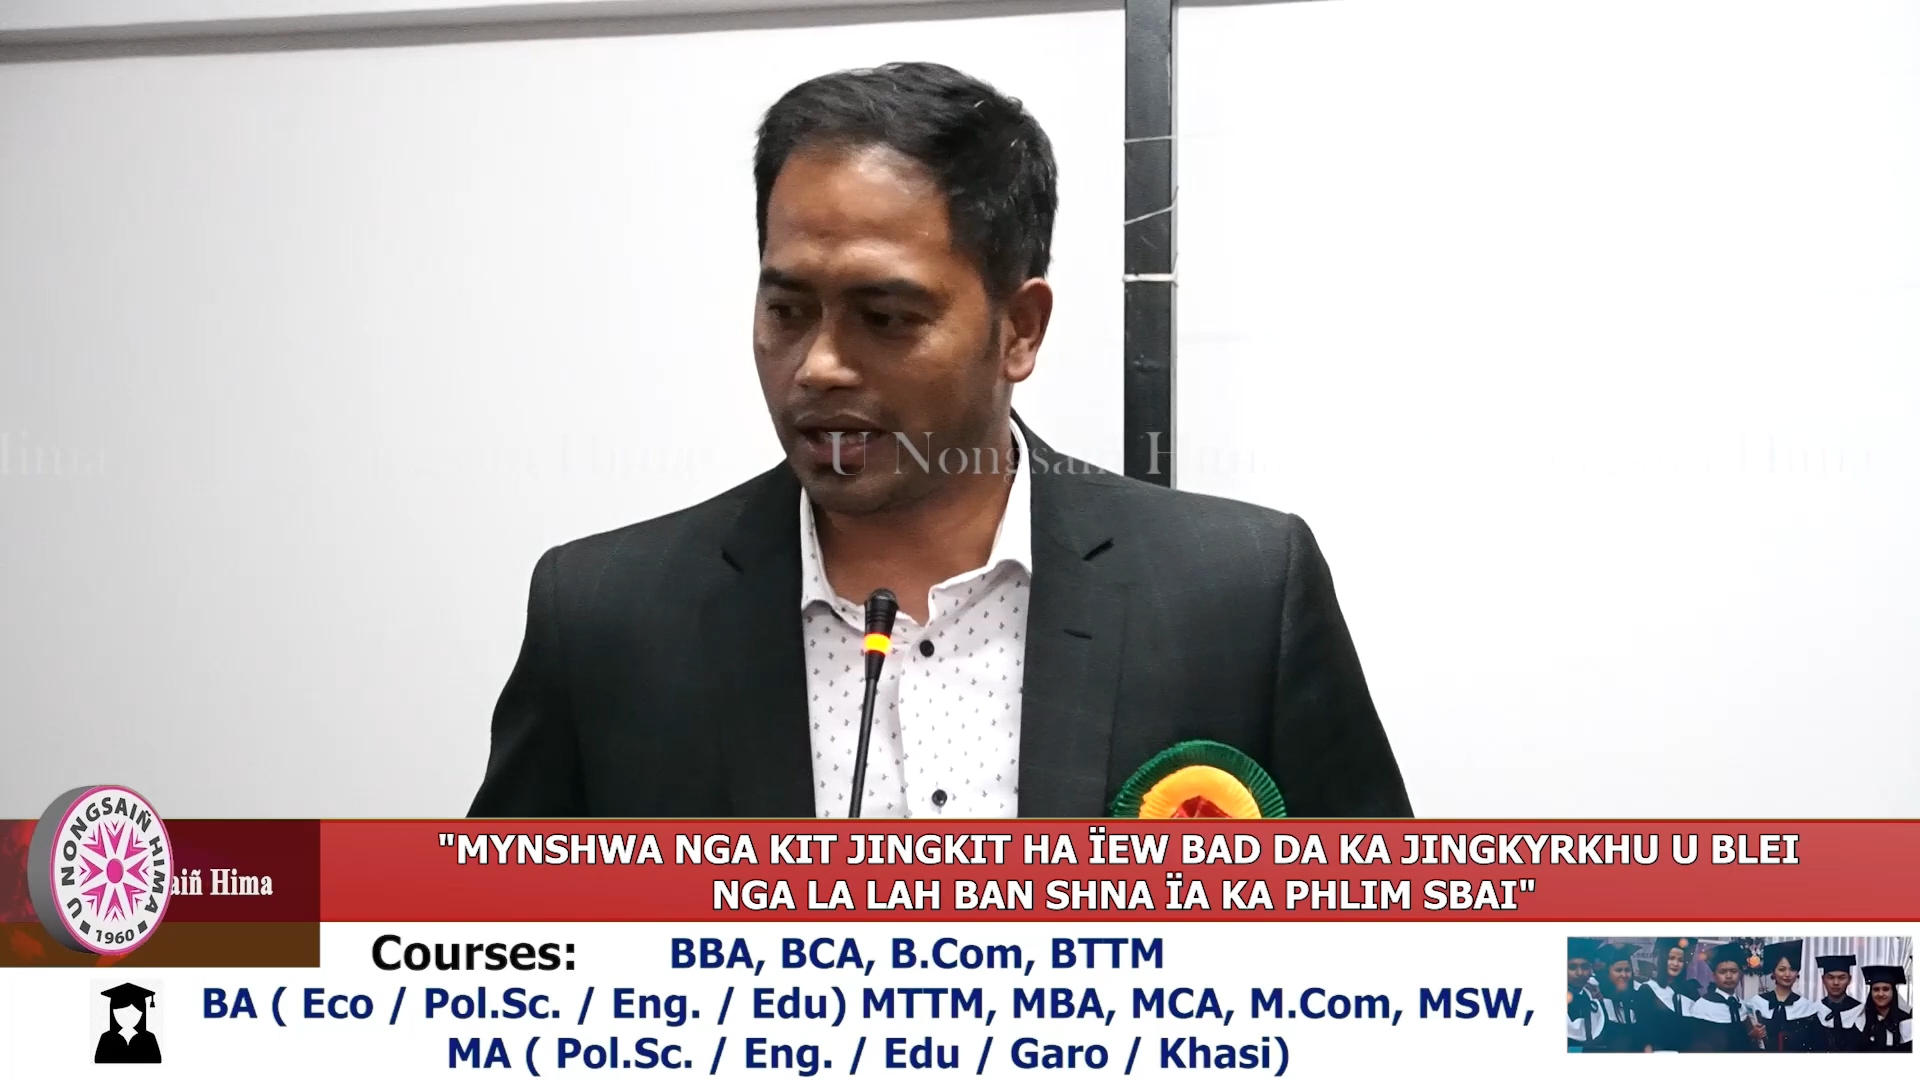 U Nongsaiñ Hima
"MYNSHWA NGA KIT JINGKIT HA ÏEW BAD DA KA JINGKYRKHU U BLEI
NGA LA LAH BAN SHNA ÏA KA PHLIM SBAI"
U NONGSAIÑ HIMA
1960
aiñ Hima
Courses: BBA, BCA, B.Com, BTTM
BA ( Eco / Pol.Sc. / Eng. / Edu) MTTM, MBA, MCA, M.Com, MSW,
MA ( Pol.Sc. / Eng. / Edu / Garo / Khasi)